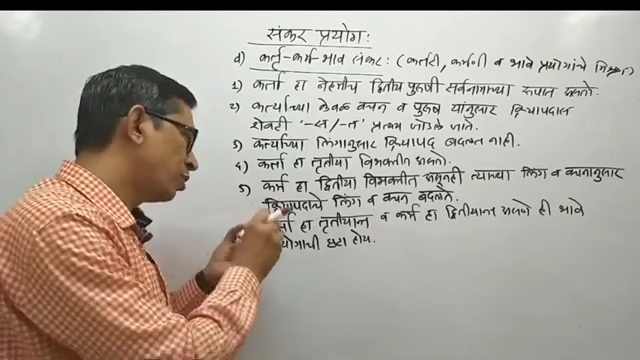 संकर प्रयोग:
d) कर्तृ-कर्म-भाव संकर: (कर्तरी, कर्मणी व भावे प्रयोगांचे मिश्रण)
1) कर्ता हा नेहमीच द्वितीय पुरुषी सर्वनामाच्या रूपात असतो.
2) कर्त्याच्या केवळ वचन व पुरुष यांनुसार क्रियापदाला
शेवटी '-स/-त' प्रत्यय जोडले जाते.
3) कर्त्याच्या लिंगानुसार क्रियापद बदलत नाही.
4) कर्ता हा तृतीया विभक्तीत असतो.
5) कर्म हा द्वितीया विभक्तीत असूनही त्याच्या लिंग व वचनानुसार
क्रियापदाचे लिंग व वचन बदलते.
हा तृतीयान्त व कर्म हा द्वितीयान्त असणे ही भावे
योगाची छटा होय.